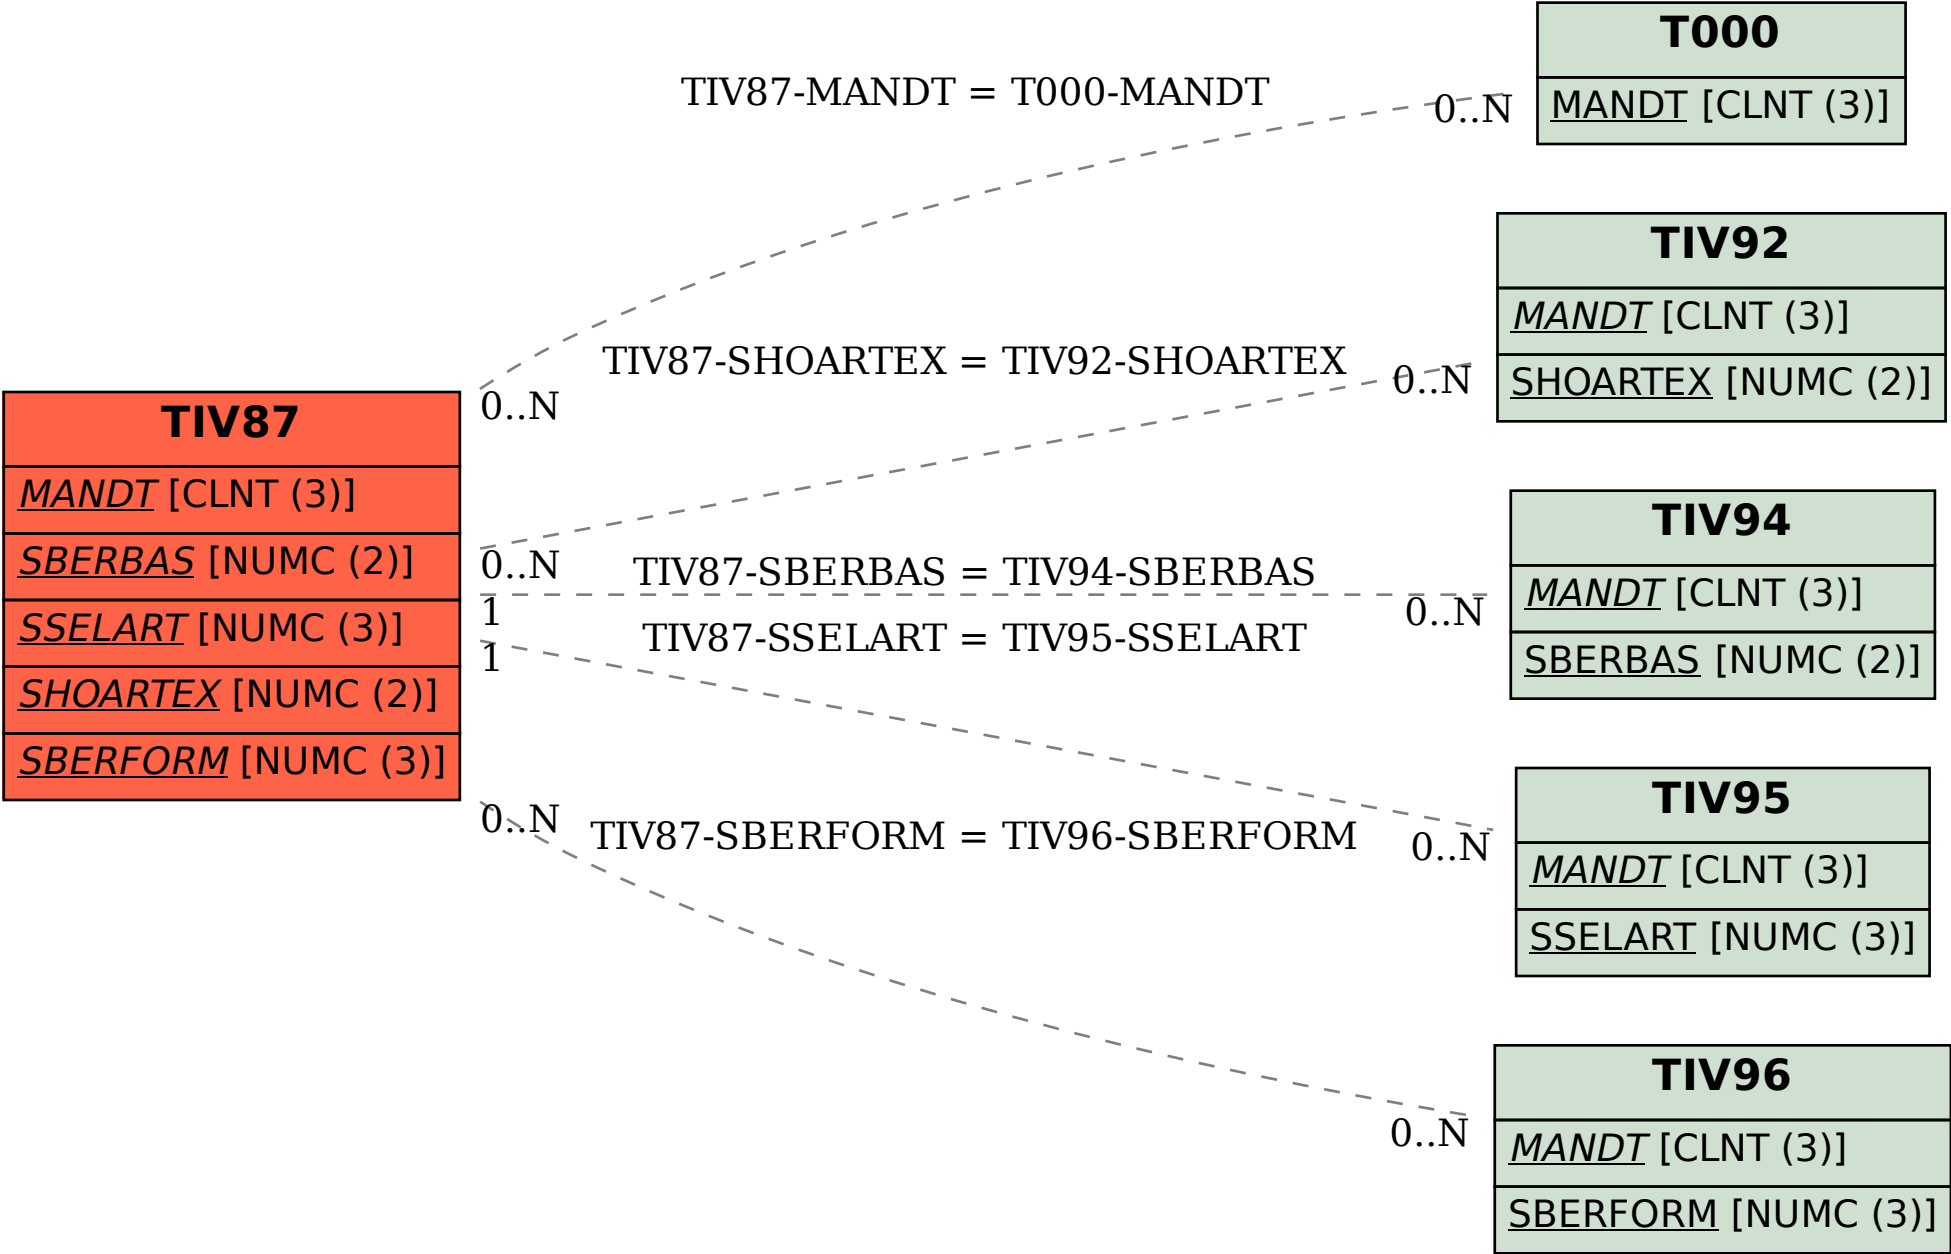 T000
MANDT [CLNT (3)]
TIV87-MANDT = T000-MANDT
0..N
0..N
TIV92
MANDT [CLNT (3)]
SHOARTEX [NUMC (2)]
TIV87-SHOARTEX = TIV92-SHOARTEX
0..N
0..N
TIV87
MANDT [CLNT (3)]
SBERBAS [NUMC (2)]
SSELART [NUMC (3)]
SHOARTEX [NUMC (2)]
SBERFORM [NUMC (3)]
TIV94
MANDT [CLNT (3)]
SBERBAS [NUMC (2)]
TIV87-SBERBAS = TIV94-SBERBAS
1
0..N
TIV87-SSELART = TIV95-SSELART
1
0..N
TIV95
MANDT [CLNT (3)]
SSELART [NUMC (3)]
TIV87-SBERFORM = TIV96-SBERFORM
0..N
0..N
TIV96
MANDT [CLNT (3)]
SBERFORM [NUMC (3)]